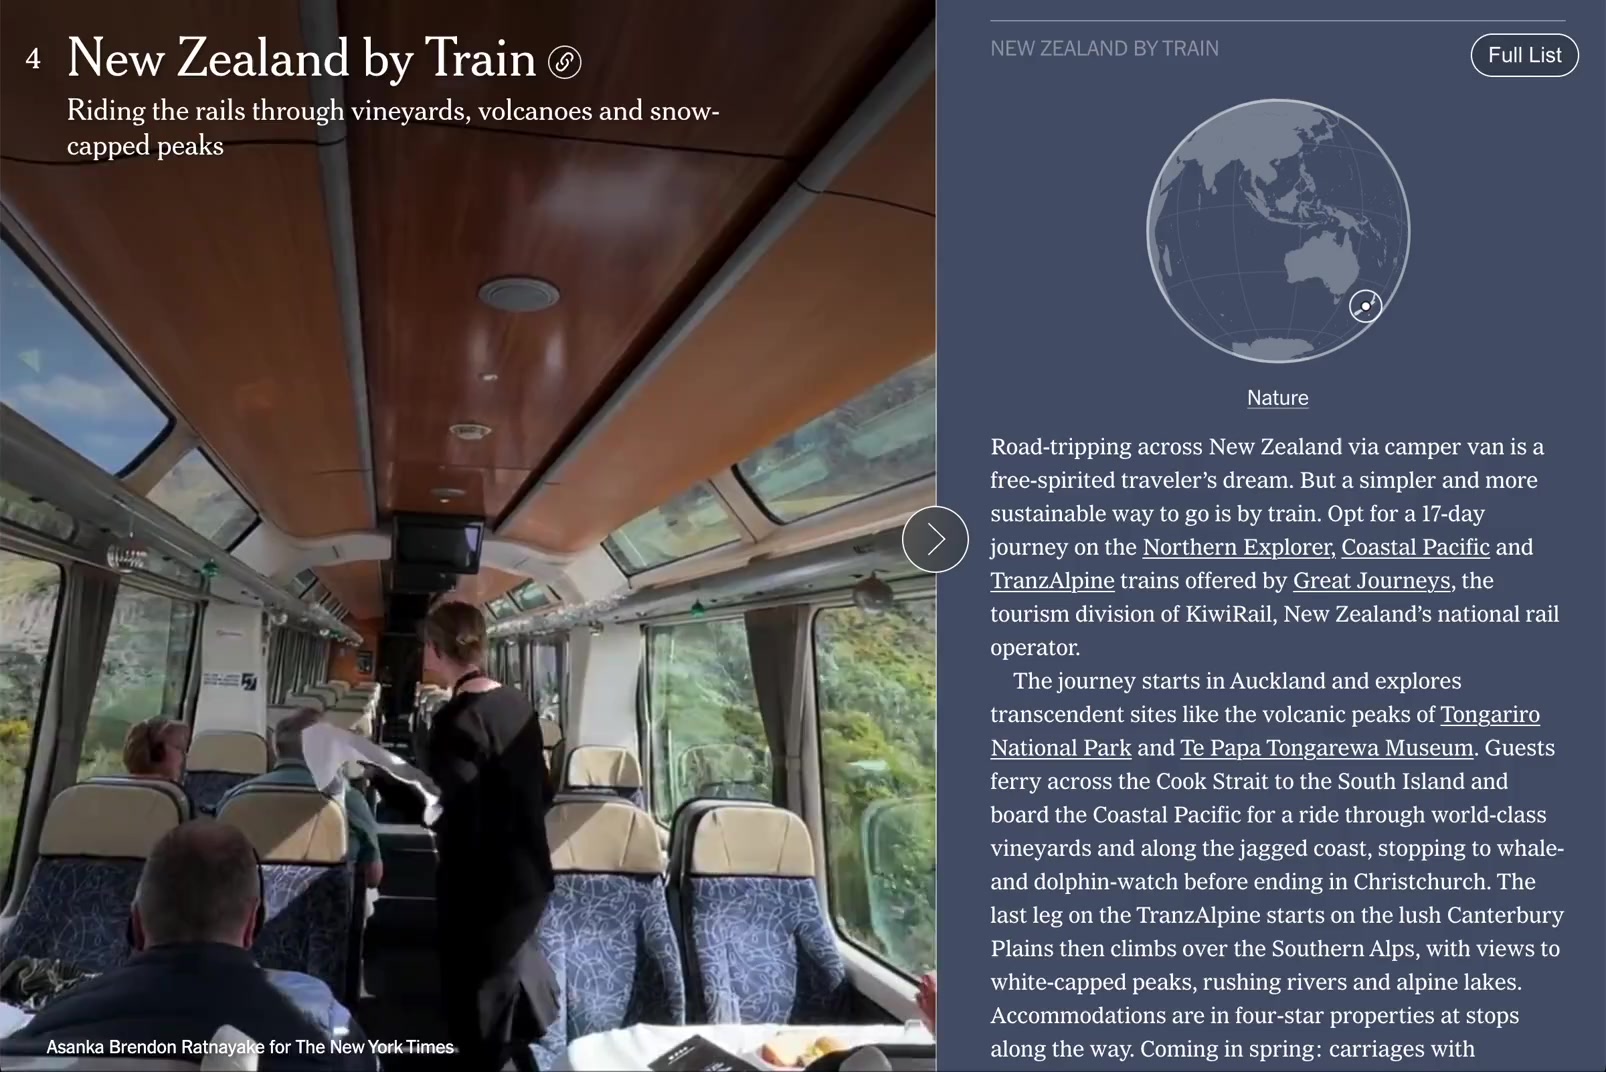 4
New Zealand by Train
Riding the rails through vineyards, volcanoes and snow-
capped peaks
Asanka Brendon Ratnayake for The New York Times
NEW ZEALAND BY TRAIN
Full List
Nature
Road-tripping across New Zealand via camper van is a
free-spirited traveler’s dream. But a simpler and more
sustainable way to go is by train. Opt for a 17-day
journey on the Northern Explorer, Coastal Pacific and
TranzAlpine trains offered by Great Journeys, the
tourism division of KiwiRail, New Zealand’s national rail
operator.
The journey starts in Auckland and explores
transcendent sites like the volcanic peaks of Tongariro
National Park and Te Papa Tongarewa Museum. Guests
ferry across the Cook Strait to the South Island and
board the Coastal Pacific for a ride through world-class
vineyards and along the jagged coast, stopping to whale-
and dolphin-watch before ending in Christchurch. The
last leg on the TranzAlpine starts on the lush Canterbury
Plains then climbs over the Southern Alps, with views to
white-capped peaks, rushing rivers and alpine lakes.
Accommodations are in four-star properties at stops
along the way. Coming in spring: carriages with